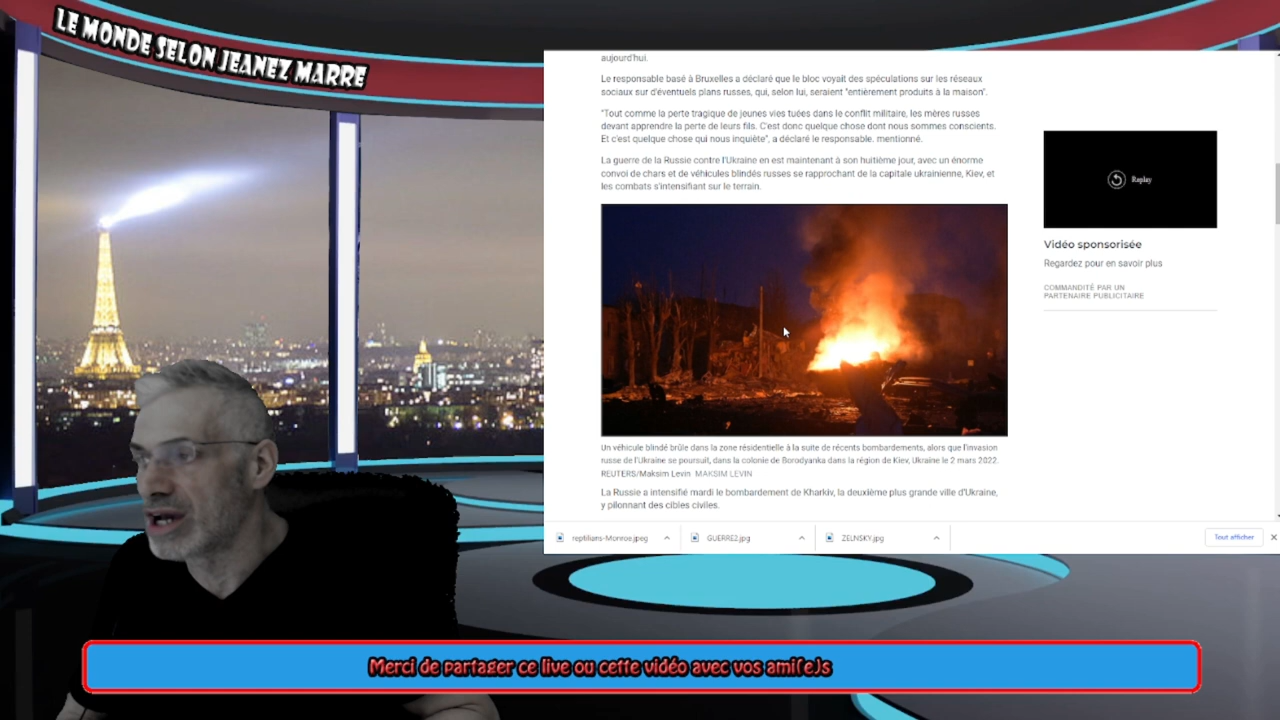 LE MONDE SELON JEANEZ MARRE
aujourd'hui.
Le responsable basé à Bruxelles a déclaré que le bloc voyait des spéculations sur les réseaux
sociaux sur d'éventuels plans russes, qui, selon lui, seraient "entièrement produits à la maison".
"Tout comme la perte tragique de jeunes vies tuées dans le conflit militaire, les mères russes
devant apprendre la perte de leurs fils. C'est donc quelque chose dont nous sommes conscients.
Et c'est quelque chose qui nous inquiète", a déclaré le responsable. mentionné.
La guerre de la Russie contre l'Ukraine en est maintenant à son huitième jour, avec un énorme
convoi de chars et de véhicules blindés russes se rapprochant de la capitale ukrainienne, Kiev, et
les combats s'intensifiant sur le terrain.
Replay
Vidéo sponsorisée
Regardez pour en savoir plus
COMMANDITÉ PAR UN
PARTENAIRE PUBLICITAIRE
Un véhicule blindé brûle dans la zone résidentielle à la suite de récents bombardements, alors que l'invasion
russe de l'Ukraine se poursuit, dans la colonie de Borodyanka dans la région de Kiev, Ukraine le 2 mars 2022.
REUTERS/Maksim Levin MAKSIM LEVIN
La Russie a intensifié mardi le bombardement de Kharkiv, la deuxième plus grande ville d'Ukraine,
y pilonnant des cibles civiles.
reptilians-Monroe.jpeg
GUERRE2.jpg
ZELNSKY.jpg
Tout afficher
Merci de partager ce live ou cette vidéo avec vos ami(e)s